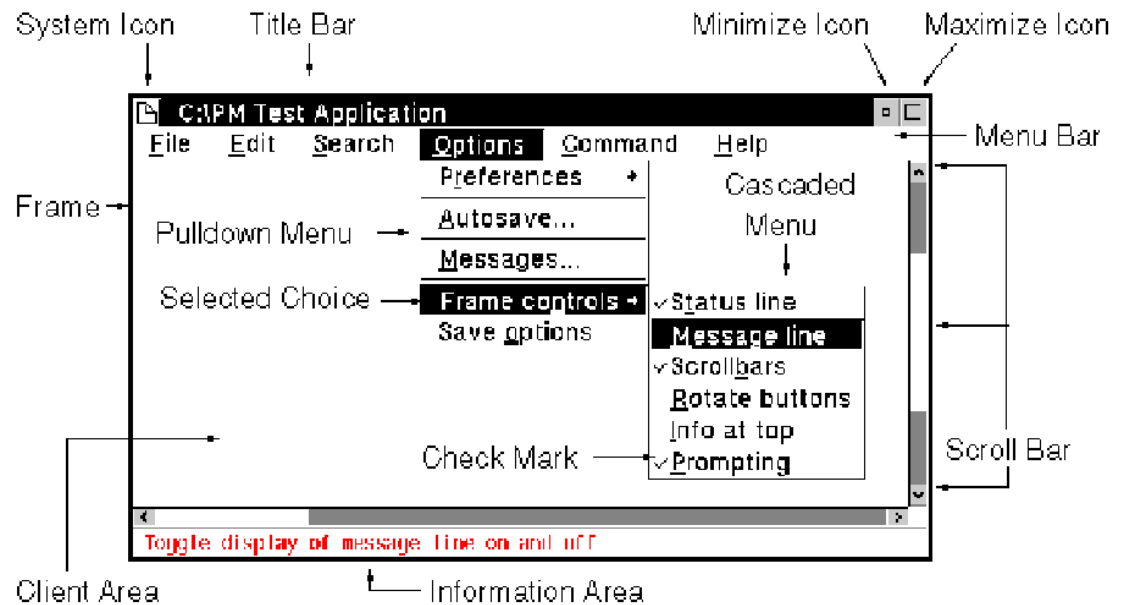 System Icon
Title Bar
Minimize Icon
Maximize Icon
C:\PM Test Application
File Edit Search Options Command Help
Menu Bar
Preferences
Cascaded
Menu
Frame
Pulldown Menu
Autosave...
Messages...
Selected Choice
Frame controls
Status line
Save options
Message line
Scrollbars
Rotate buttons
Info at top
Check Mark
Prompting
Scroll Bar
Toggle display of message line on and off
Client Area
Information Area